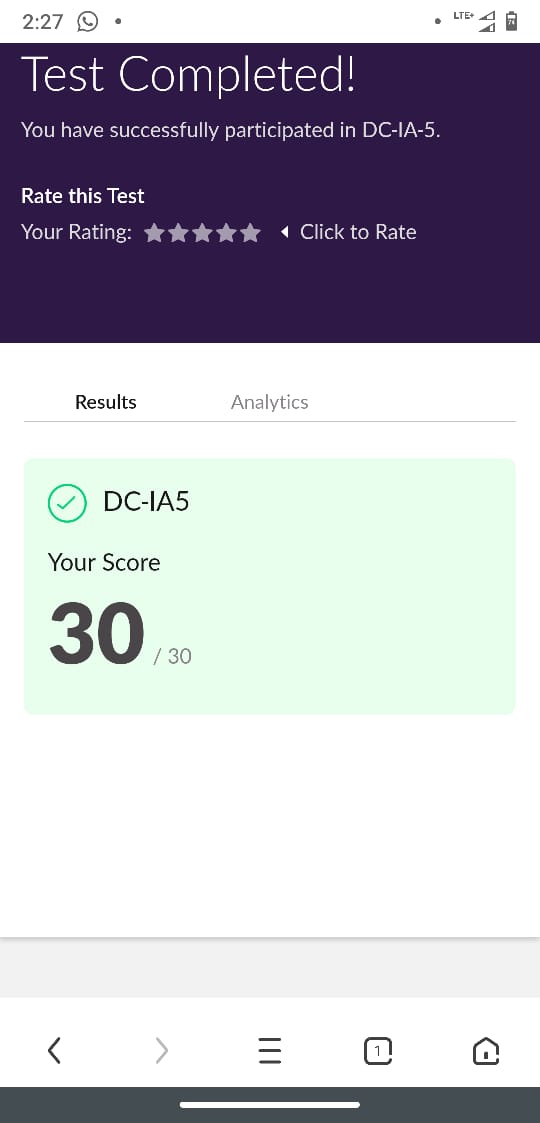 2:27
LTE+
Test Completed!
You have successfully participated in DC-IA-5.
Rate this Test
Your Rating: Click to Rate
Results Analytics
DC-IA5
Your Score
30 / 30
1